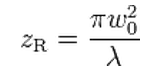 z_R = πw_0^2 / λ